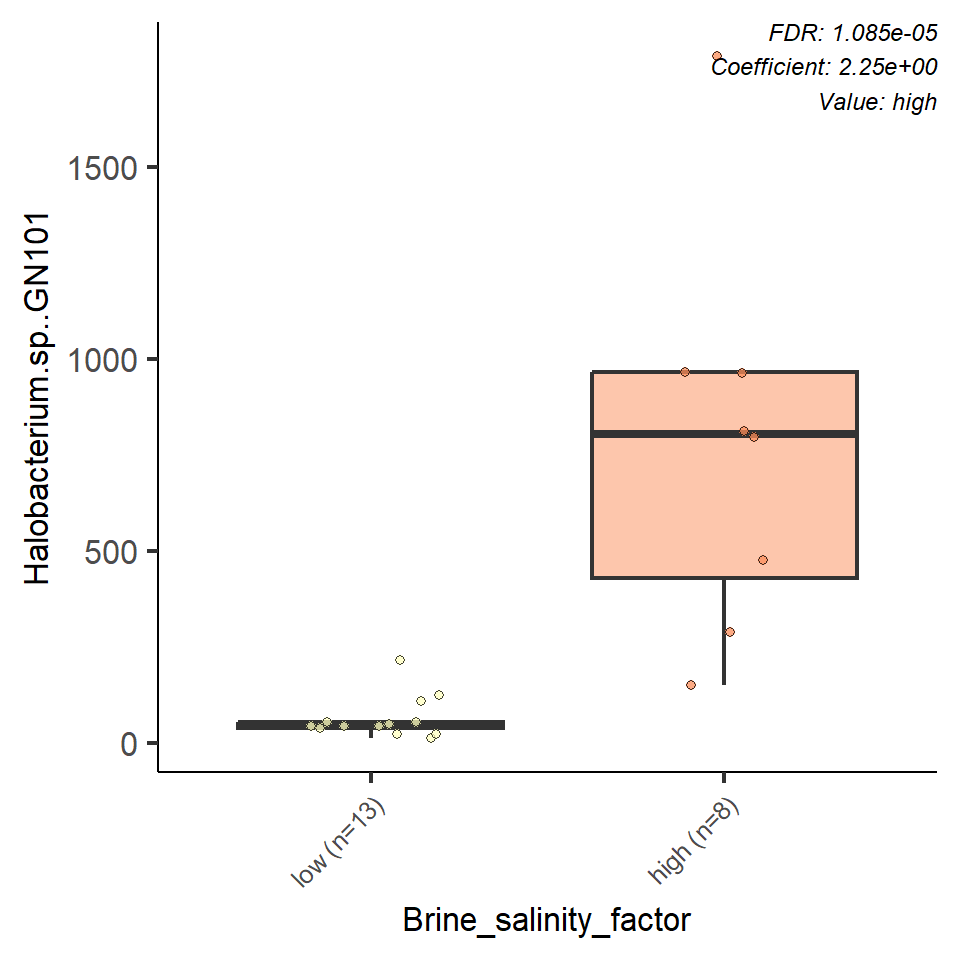 FDR: 1.085e-05
Coefficient: 2.25e+00
Value: high
Halobacterium.sp..GN101
1500
1000
500
0
low (n=13)
high (n=8)
Brine_salinity_factor